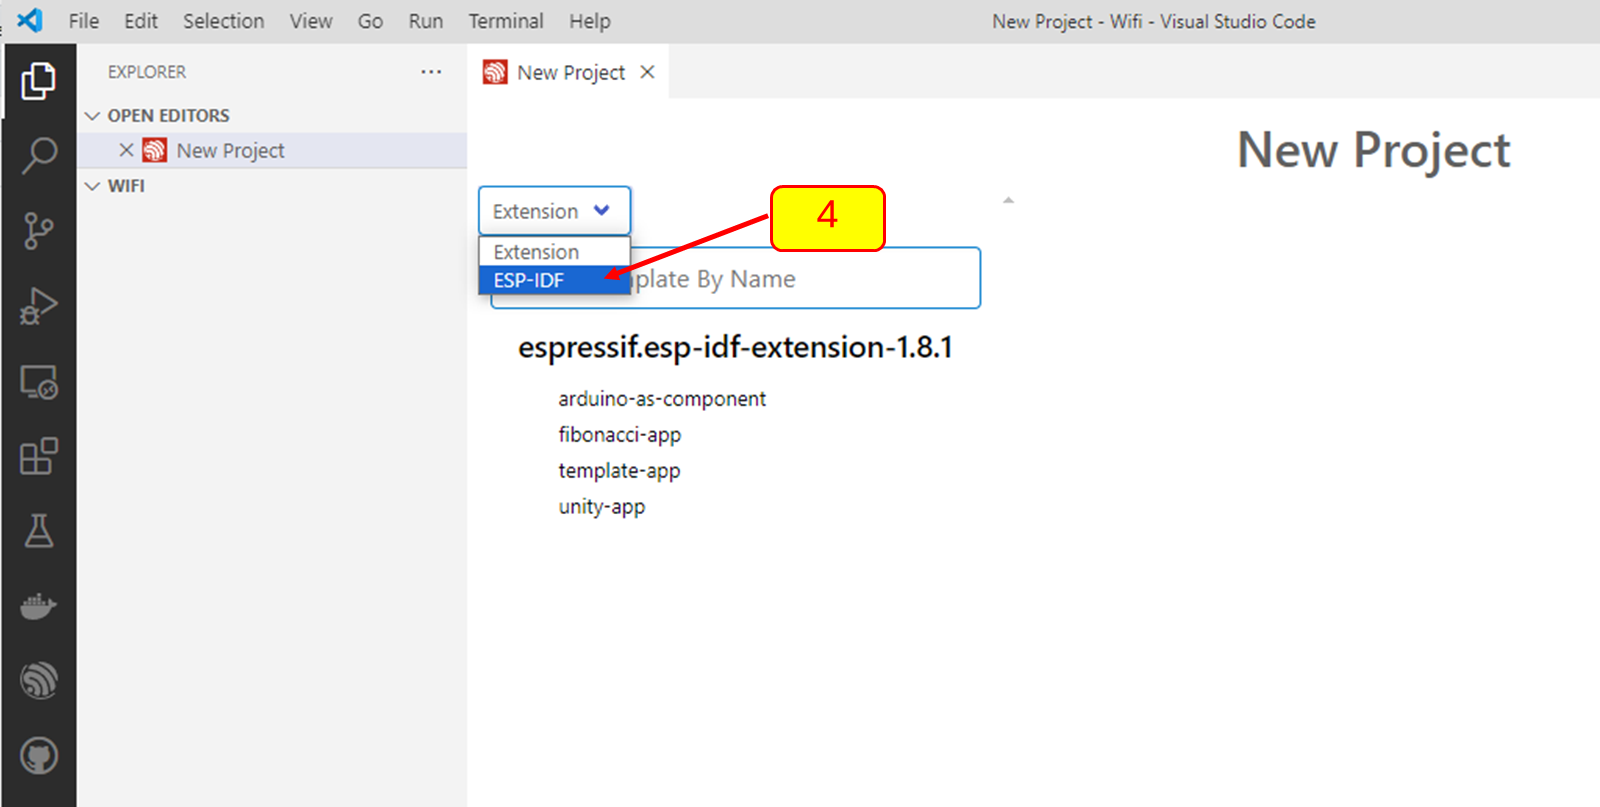 File Edit Selection View Go Run Terminal Help New Project - Wifi - Visual Studio Code
EXPLORER ... New Project
OPEN EDITORS
New Project
WIFI
New Project
Extension
4
Extension
ESP-IDF
plate By Name
espressif.esp-idf-extension-1.8.1
arduino-as-component
fibonacci-app
template-app
unity-app